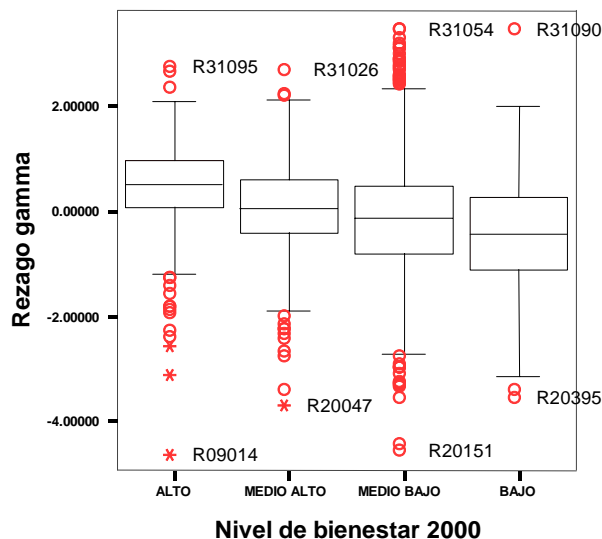 R31054
R31090
R31095
R31026
2.00000
0.00000
-2.00000
-4.00000
Rezago gamma
R20395
R20047
R20151
R09014
ALTO
MEDIO ALTO
MEDIO BAJO
BAJO
Nivel de bienestar 2000